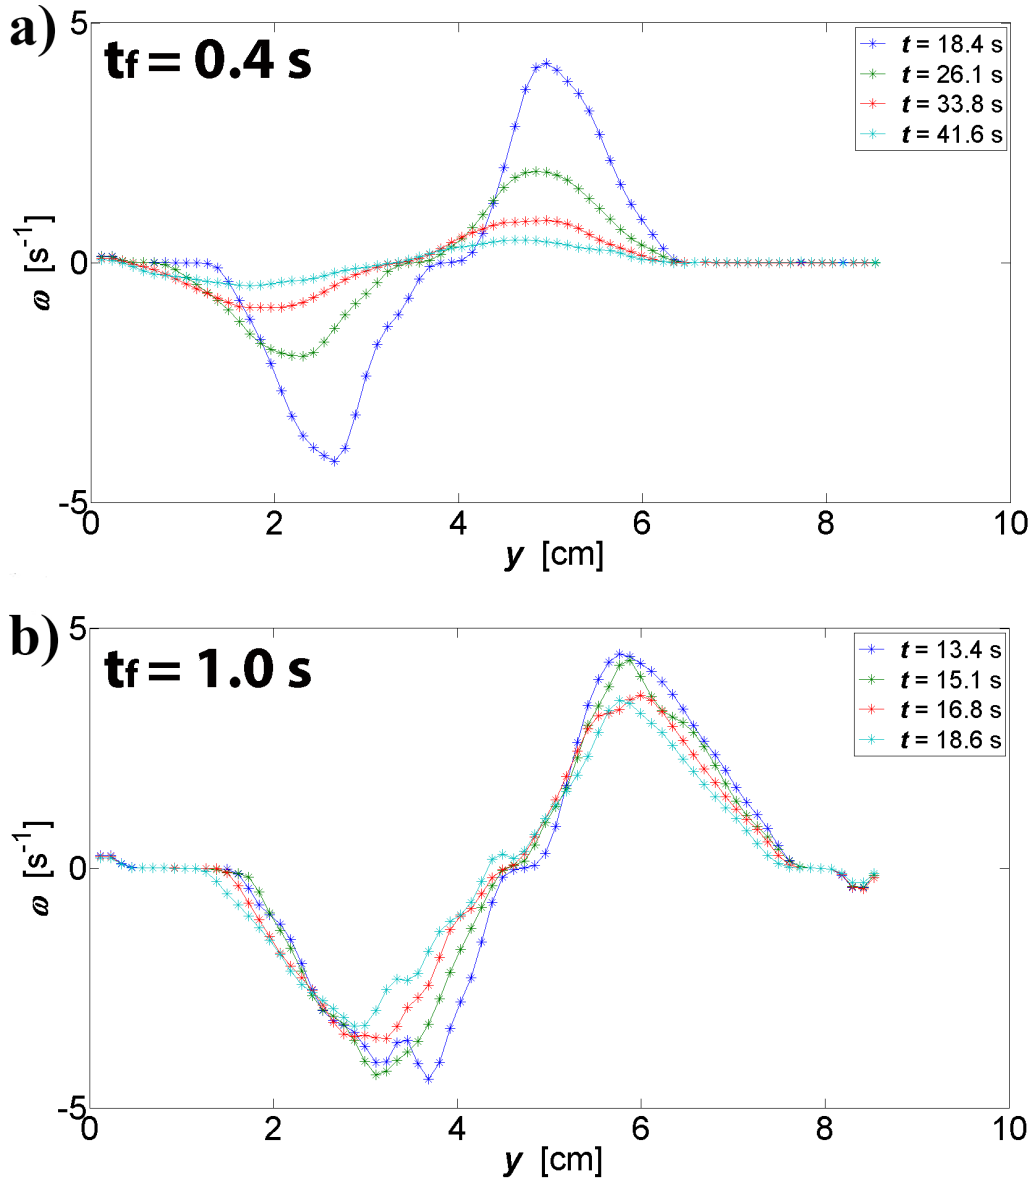 a)
tf = 0.4 s
5
0
-5
ω [s-1]
t = 18.4 s
t = 26.1 s
t = 33.8 s
t = 41.6 s
0 2 4 6 8 10
y [cm]
b)
tf = 1.0 s
5
0
-5
ω [s-1]
t = 13.4 s
t = 15.1 s
t = 16.8 s
t = 18.6 s
0 2 4 6 8 10
y [cm]